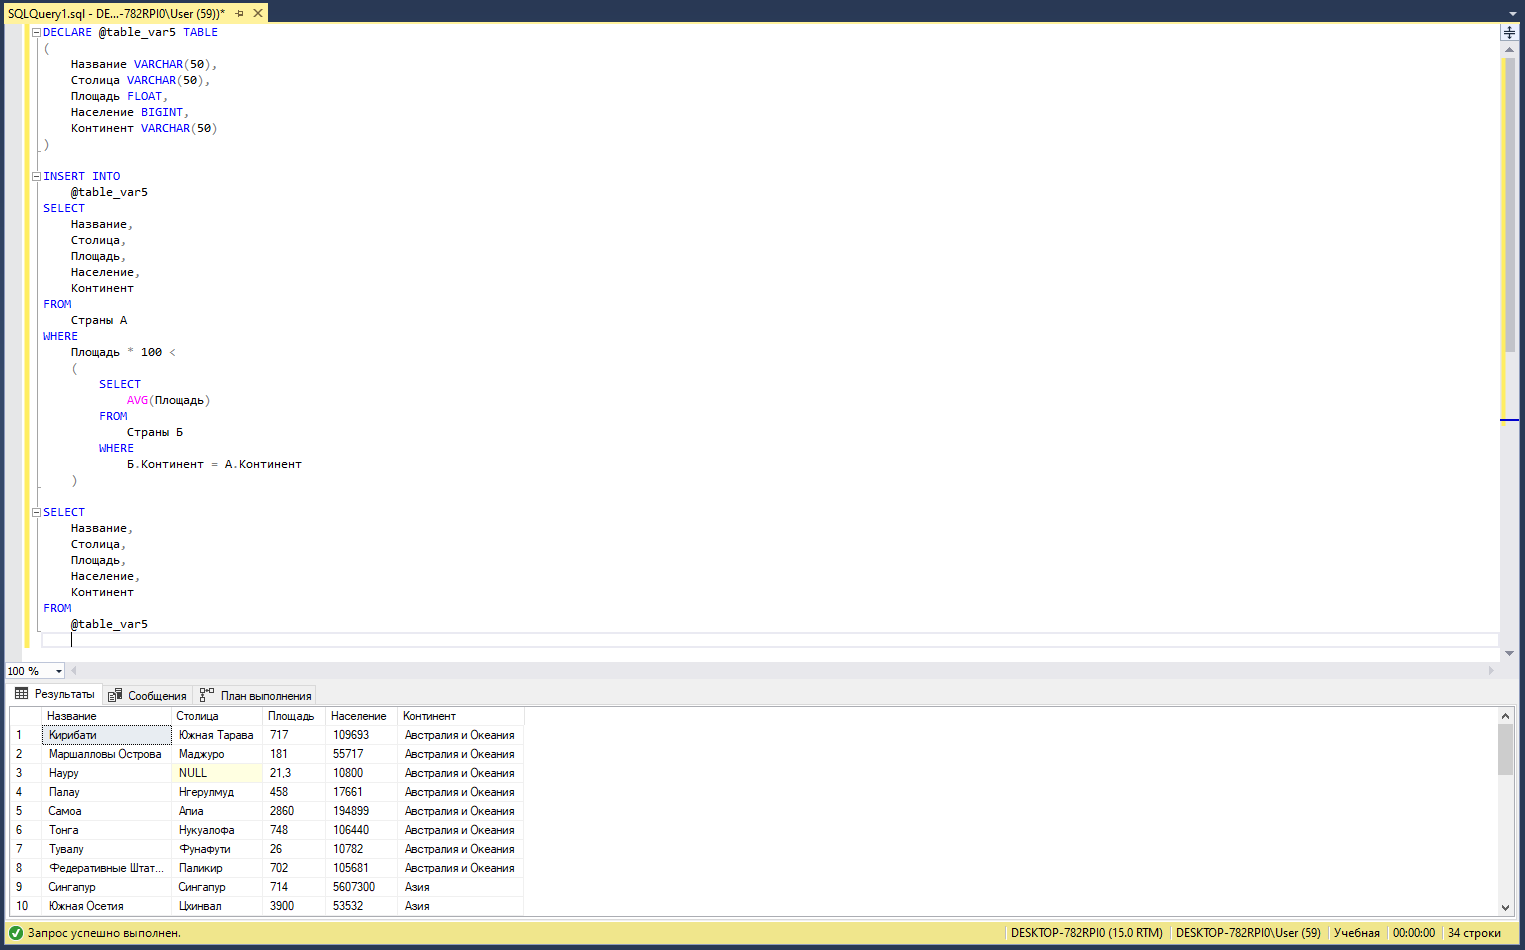 SQLQuery1.sql - DE...-782RPI0\User (59))*
DECLARE @table_var5 TABLE
(
Название VARCHAR(50),
Столица VARCHAR(50),
Площадь FLOAT,
Население BIGINT,
Континент VARCHAR(50)
)
INSERT INTO
@table_var5
SELECT
Название,
Столица,
Площадь,
Население,
Континент
FROM
Страны А
WHERE
Площадь * 100 <
(
SELECT
AVG(Площадь)
FROM
Страны Б
WHERE
Б.Континент = А.Континент
)
SELECT
Название,
Столица,
Площадь,
Население,
Континент
FROM
@table_var5
100 %
Результаты Сообщения План выполнения
Название Столица Площадь Население Континент
1 Кирибати Южная Тарава 717 109693 Австралия и Океания
2 Маршалловы Острова Маджуро 181 55717 Австралия и Океания
3 Науру NULL 21,3 10800 Австралия и Океания
4 Палау Нгерулмуд 458 17661 Австралия и Океания
5 Самоа Апиа 2860 194899 Австралия и Океания
6 Тонга Нукуалофа 748 106440 Австралия и Океания
7 Тувалу Фунафути 26 10782 Австралия и Океания
8 Федеративные Штат... Паликир 702 105681 Австралия и Океания
9 Сингапур Сингапур 714 5607300 Азия
10 Южная Осетия Цхинвал 3900 53532 Азия
Запрос успешно выполнен. DESKTOP-782RPI0 (15.0 RTM) DESKTOP-782RPI0\User (59) Учебная 00:00:00 34 строки